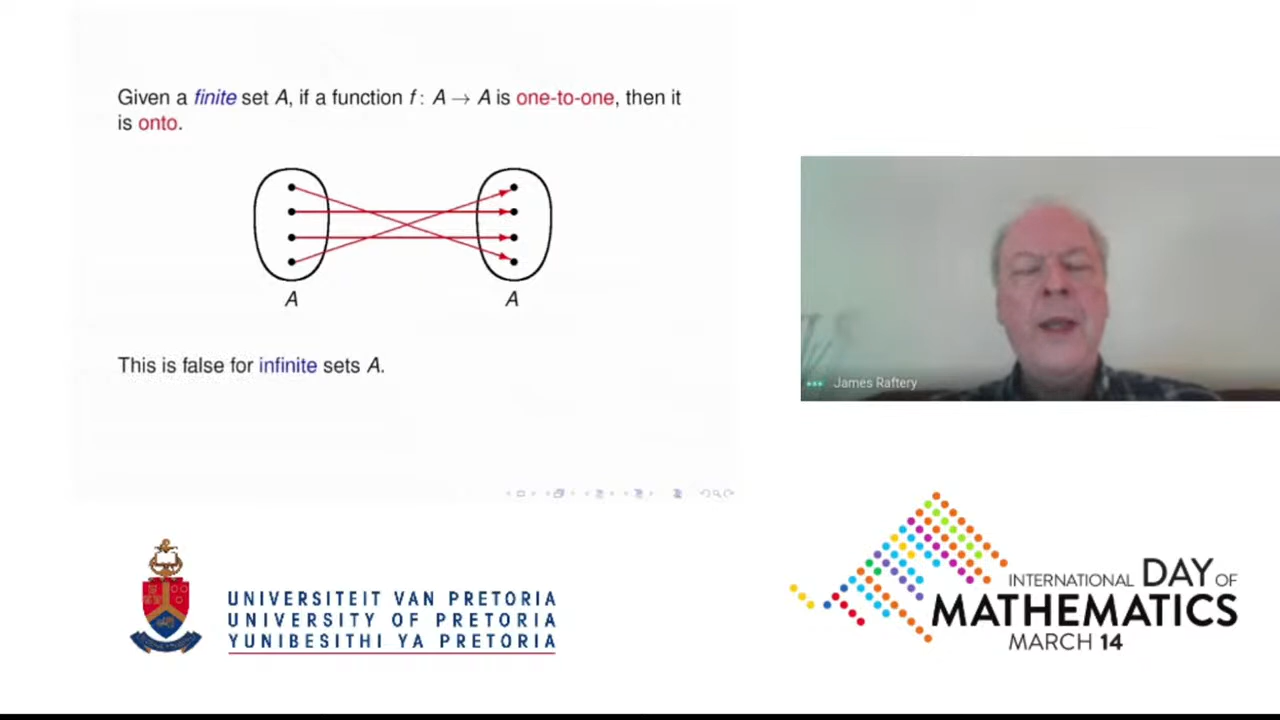 Given a finite set A, if a function f : A → A is one-to-one, then it
is onto.
A
A
This is false for infinite sets A.
James Raftery
UNIVERSITEIT VAN PRETORIA
UNIVERSITY OF PRETORIA
YUNIBESITHI YA PRETORIA
INTERNATIONAL DAY OF
MATHEMATICS
MARCH 14